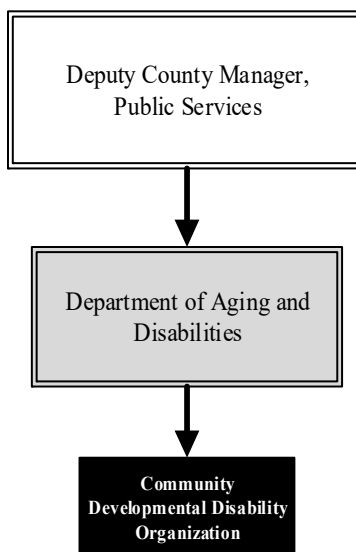 Deputy County Manager,
Public Services
Department of Aging and
Disabilities
Community
Developmental Disability
Organization